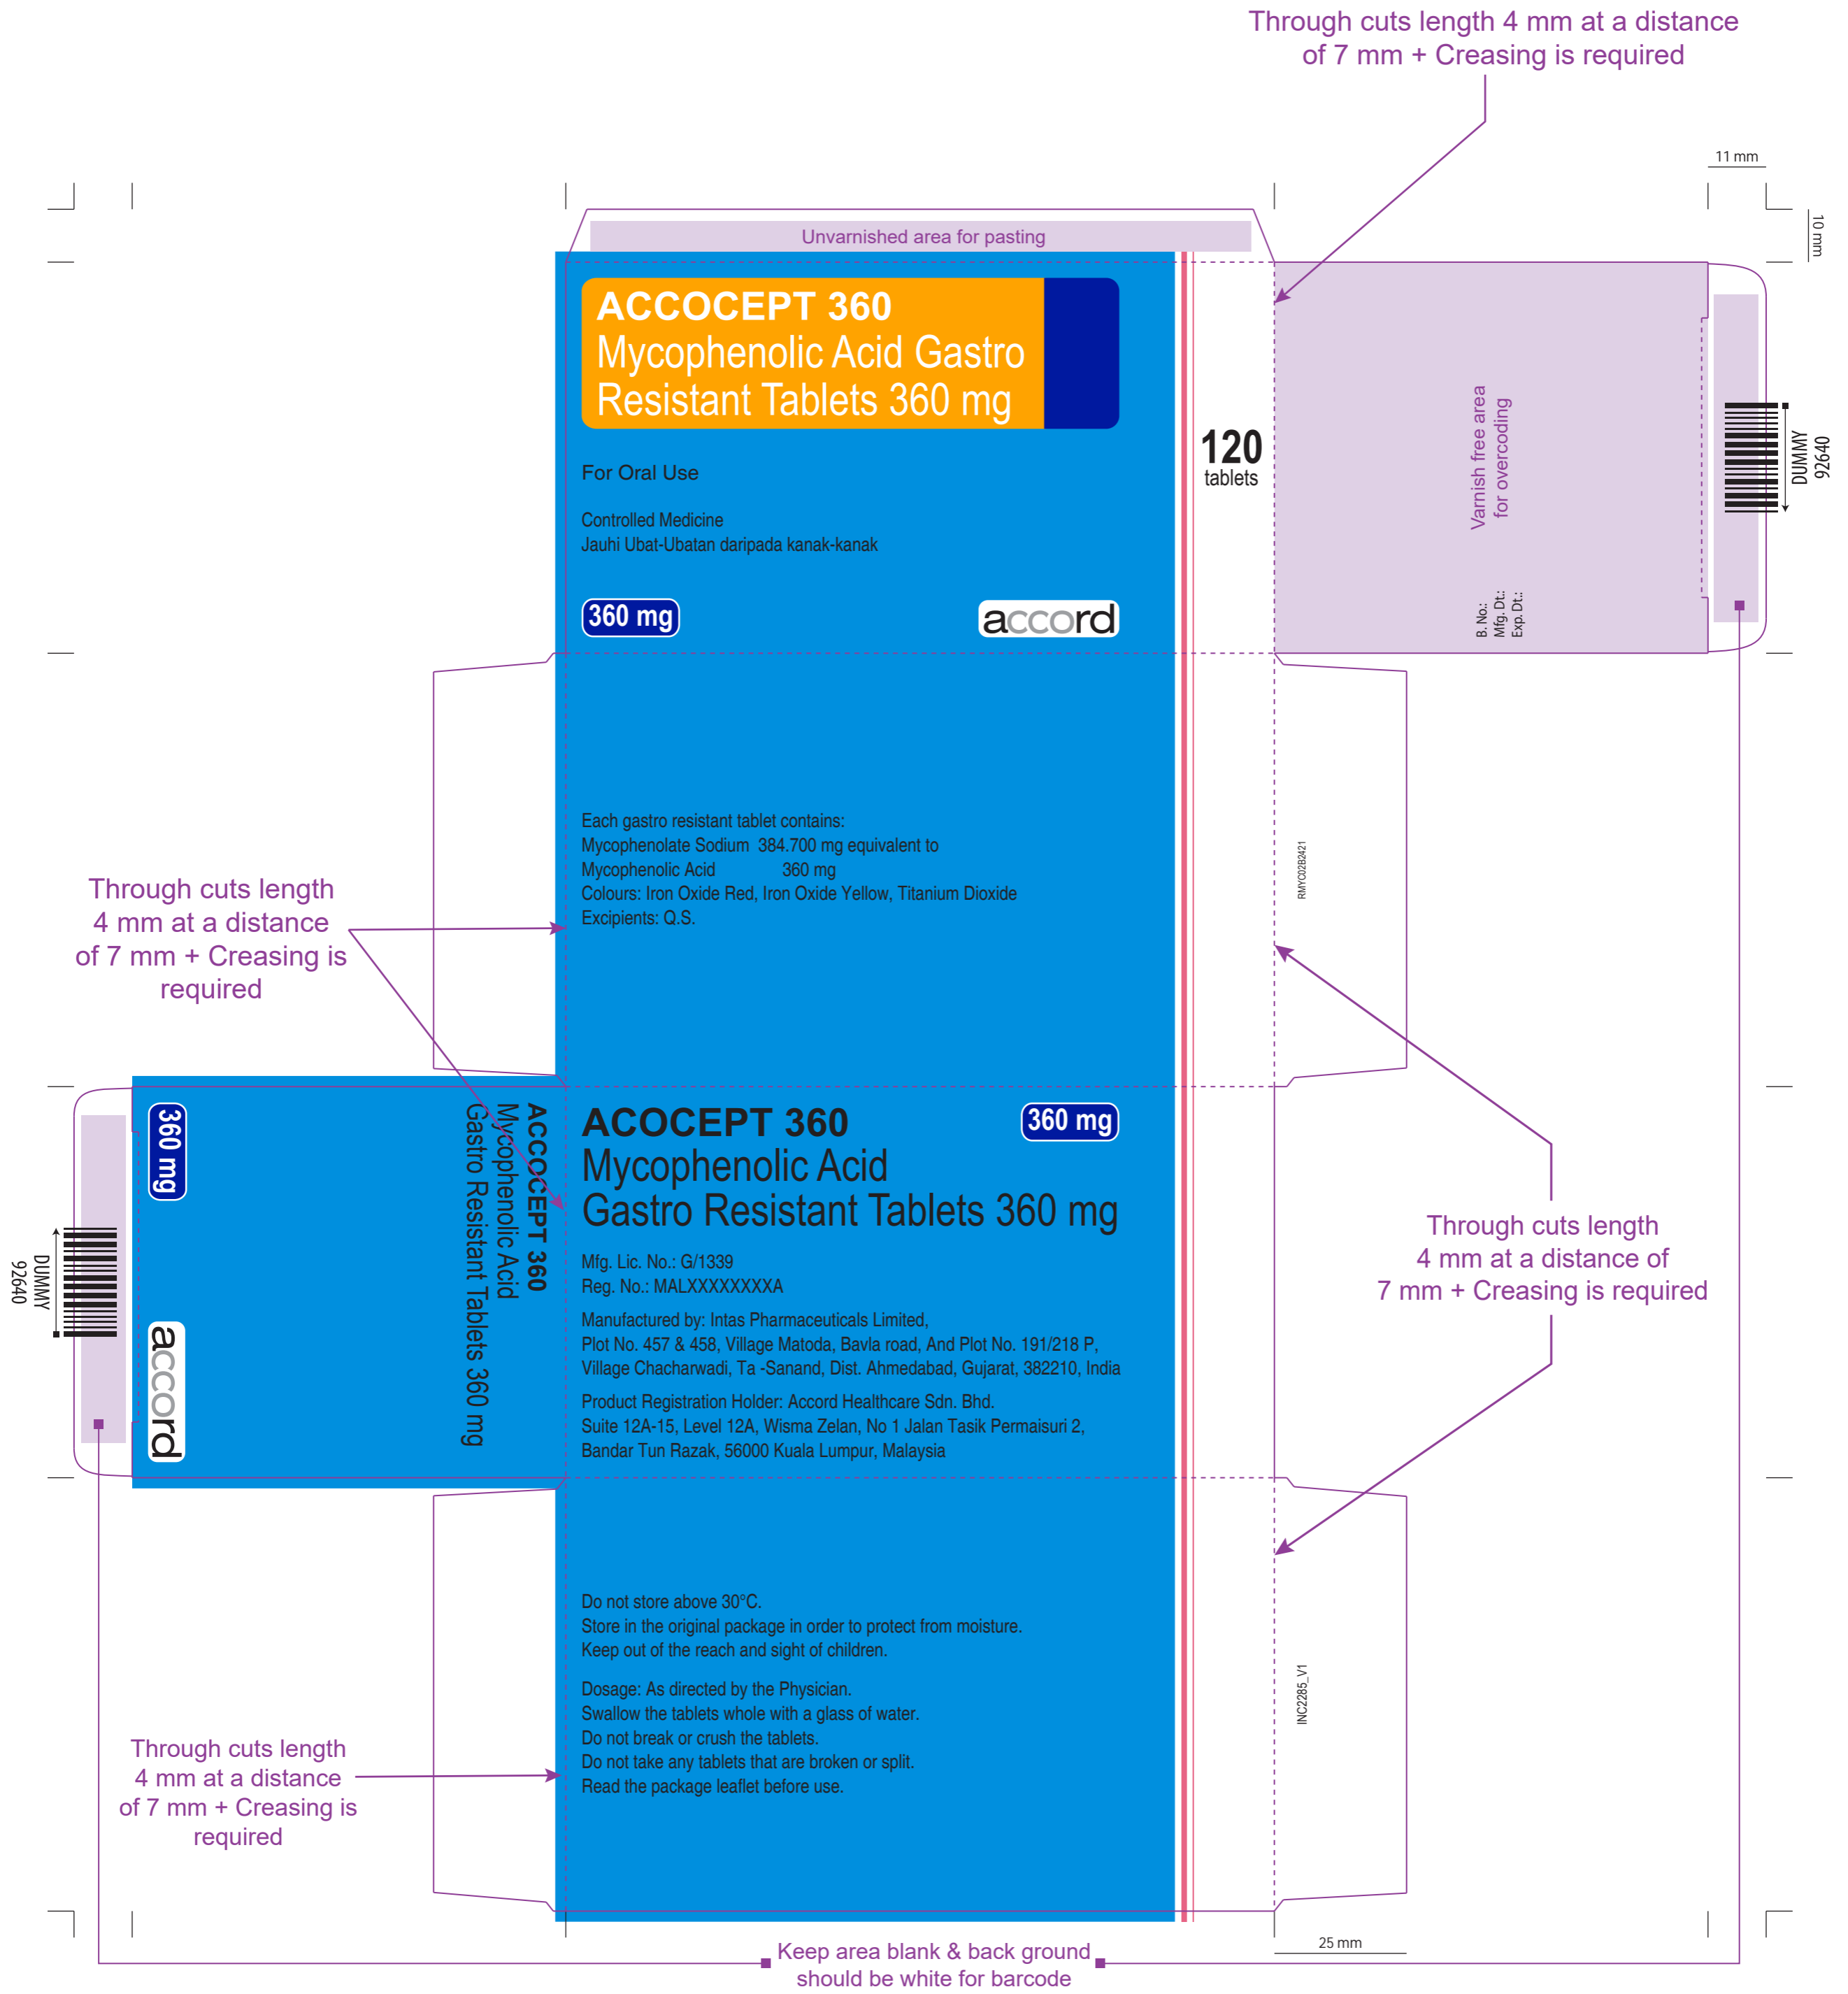 Through cuts length 4 mm at a distance
of 7 mm + Creasing is required
11 mm
10 mm
Unvarnished area for pasting
ACCOCEPT 360
Mycophenolic Acid Gastro
Resistant Tablets 360 mg
For Oral Use
Controlled Medicine
Jauhi Ubat-Ubatan daripada kanak-kanak
360 mg
accord
120
tablets
Varnish free area
for overcoding
B. No.:
Mfg. Dt.:
Exp. Dt.:
DUMMY
92640
Each gastro resistant tablet contains:
Mycophenolate Sodium 384.700 mg equivalent to
Mycophenolic Acid 360 mg
Colours: Iron Oxide Red, Iron Oxide Yellow, Titanium Dioxide
Excipients: Q.S.
RMYC02B2421
Through cuts length
4 mm at a distance
of 7 mm + Creasing is
required
360 mg
accord
ACCOCEPT 360
Mycophenolic Acid
Gastro Resistant Tablets 360 mg
DUMMY
92640
ACOCEPT 360
360 mg
Mycophenolic Acid
Gastro Resistant Tablets 360 mg
Mfg. Lic. No.: G/1339
Reg. No.: MALXXXXXXXXA
Manufactured by: Intas Pharmaceuticals Limited,
Plot No. 457 & 458, Village Matoda, Bavla road, And Plot No. 191/218 P,
Village Chacharwadi, Ta -Sanand, Dist. Ahmedabad, Gujarat, 382210, India
Product Registration Holder: Accord Healthcare Sdn. Bhd.
Suite 12A-15, Level 12A, Wisma Zelan, No 1 Jalan Tasik Permaisuri 2,
Bandar Tun Razak, 56000 Kuala Lumpur, Malaysia
Through cuts length
4 mm at a distance of
7 mm + Creasing is required
Do not store above 30°C.
Store in the original package in order to protect from moisture.
Keep out of the reach and sight of children.
Dosage: As directed by the Physician.
Swallow the tablets whole with a glass of water.
Do not break or crush the tablets.
Do not take any tablets that are broken or split.
Read the package leaflet before use.
INC2285_V1
Through cuts length
4 mm at a distance
of 7 mm + Creasing is
required
25 mm
Keep area blank & back ground
should be white for barcode